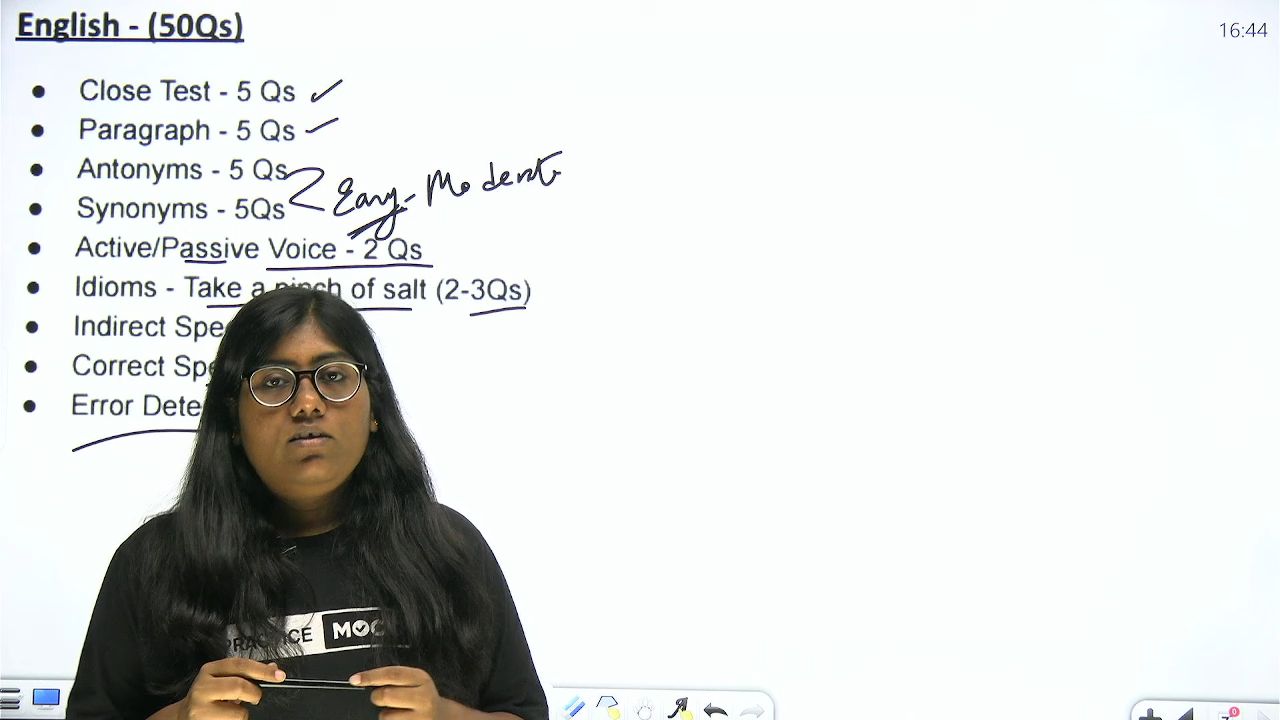 English - (50Qs)
16:44
Close Test - 5 Qs
Paragraph - 5 Qs
Antonyms - 5 Qs
Synonyms - 5Qs
Easy - Moderate
Active/Passive Voice - 2 Qs
Idioms - Take a pinch of salt (2-3Qs)
Indirect Spe
Correct Spe
Error Dete
PRACTICE MOC